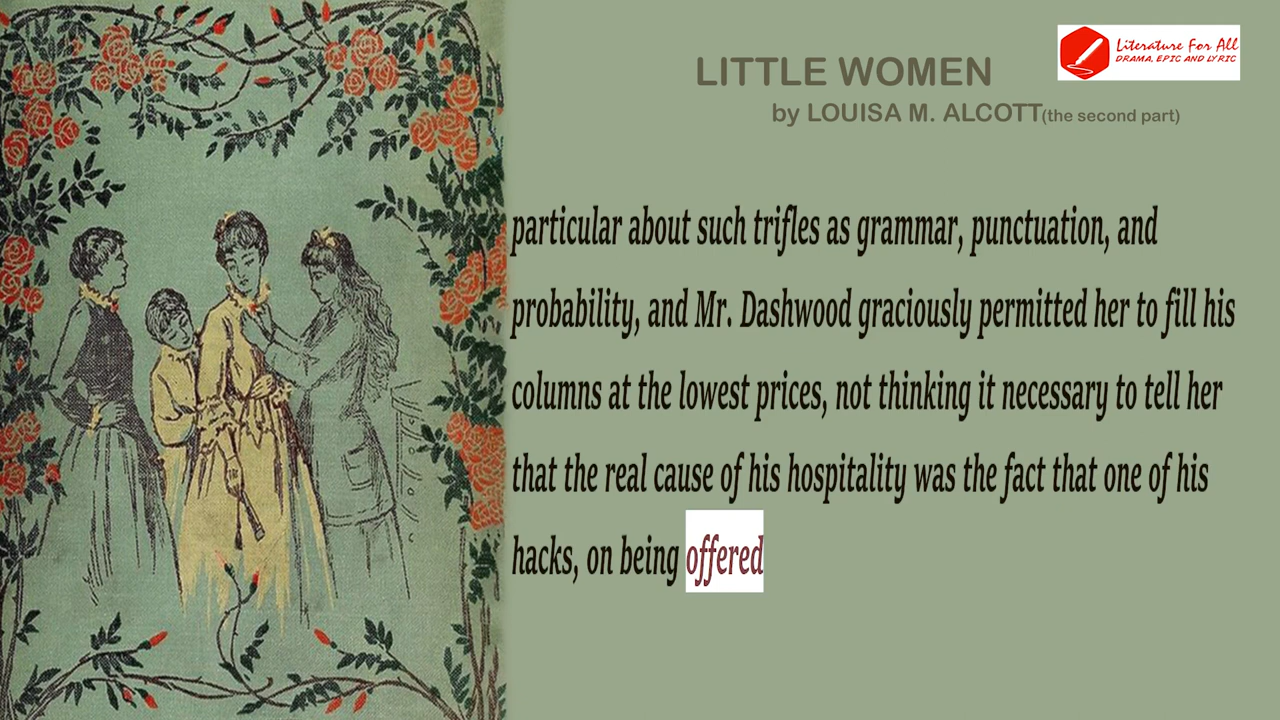 LITTLE WOMEN
by LOUISA M. ALCOTT(the second part)
Literature For All
DRAMA, EPIC AND LYRIC
particular about such trifles as grammar, punctuation, and
probability, and Mr. Dashwood graciously permitted her to fill his
columns at the lowest prices, not thinking it necessary to tell her
that the real cause of his hospitality was the fact that one of his
hacks, on being offered